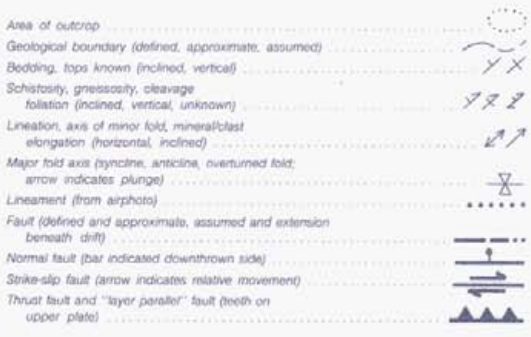 Area of outcrop
Geological boundary (defined, approximate, assumed)
Bedding, tops known (inclined, vertical)
Schistosity, gneissosity, cleavage
foliation (inclined, vertical, unknown)
Lineation, axis of minor fold, mineral/clast
elongation (horizontal, inclined)
Major fold axis (syncline, anticline, overturned fold;
arrow indicates plunge)
Lineament (from airphoto)
Fault (defined and approximate, assumed and extension
beneath drift)
Normal fault (bar indicated downthrown side)
Strike-slip fault (arrow indicates relative movement)
Thrust fault and "layer parallel" fault (teeth on
upper plate)